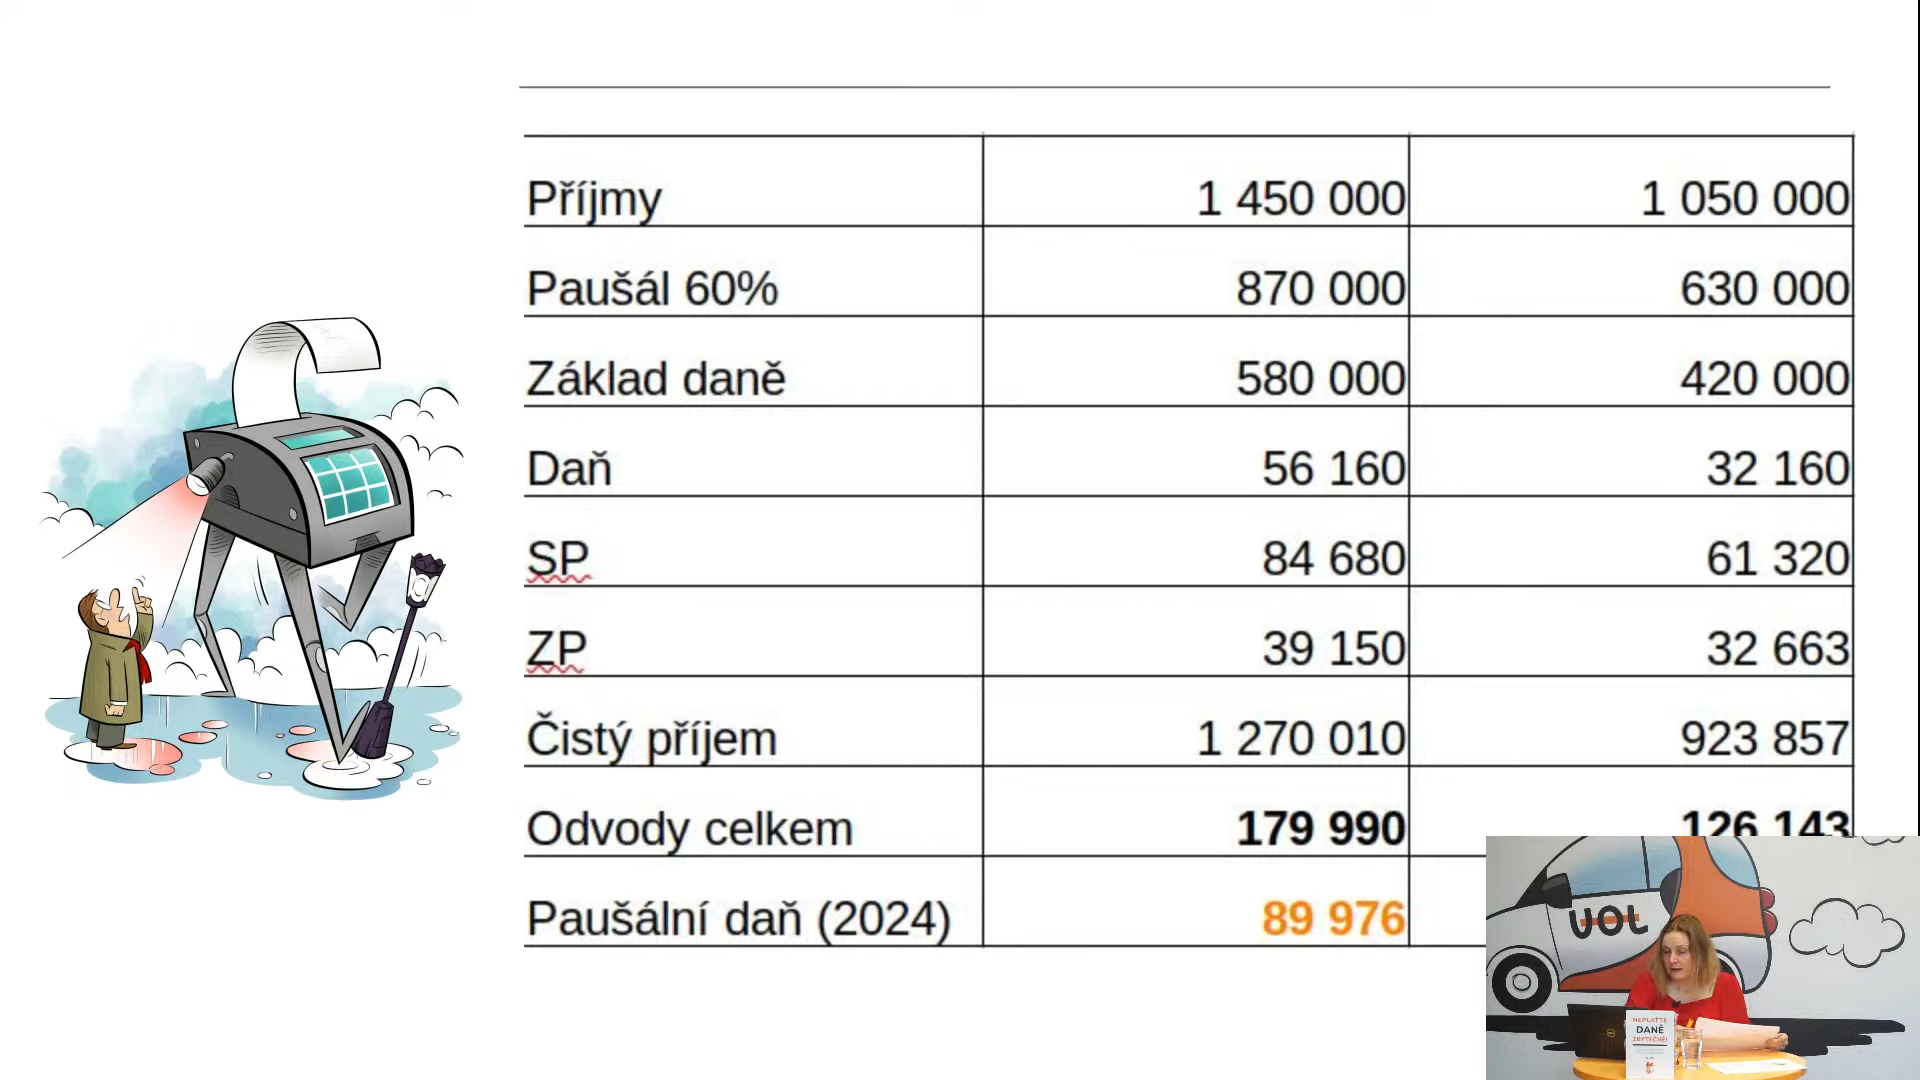 Příjmy 1 450 000 1 050 000
Paušál 60% 870 000 630 000
Základ daně 580 000 420 000
Daň 56 160 32 160
SP 84 680 61 320
ZP 39 150 32 663
Čistý příjem 1 270 010 923 857
Odvody celkem 179 990 126 143
Paušální daň (2024) 89 976
UOL
NEPLAŤTE
DANĚ
ZBYTEČNĚ!